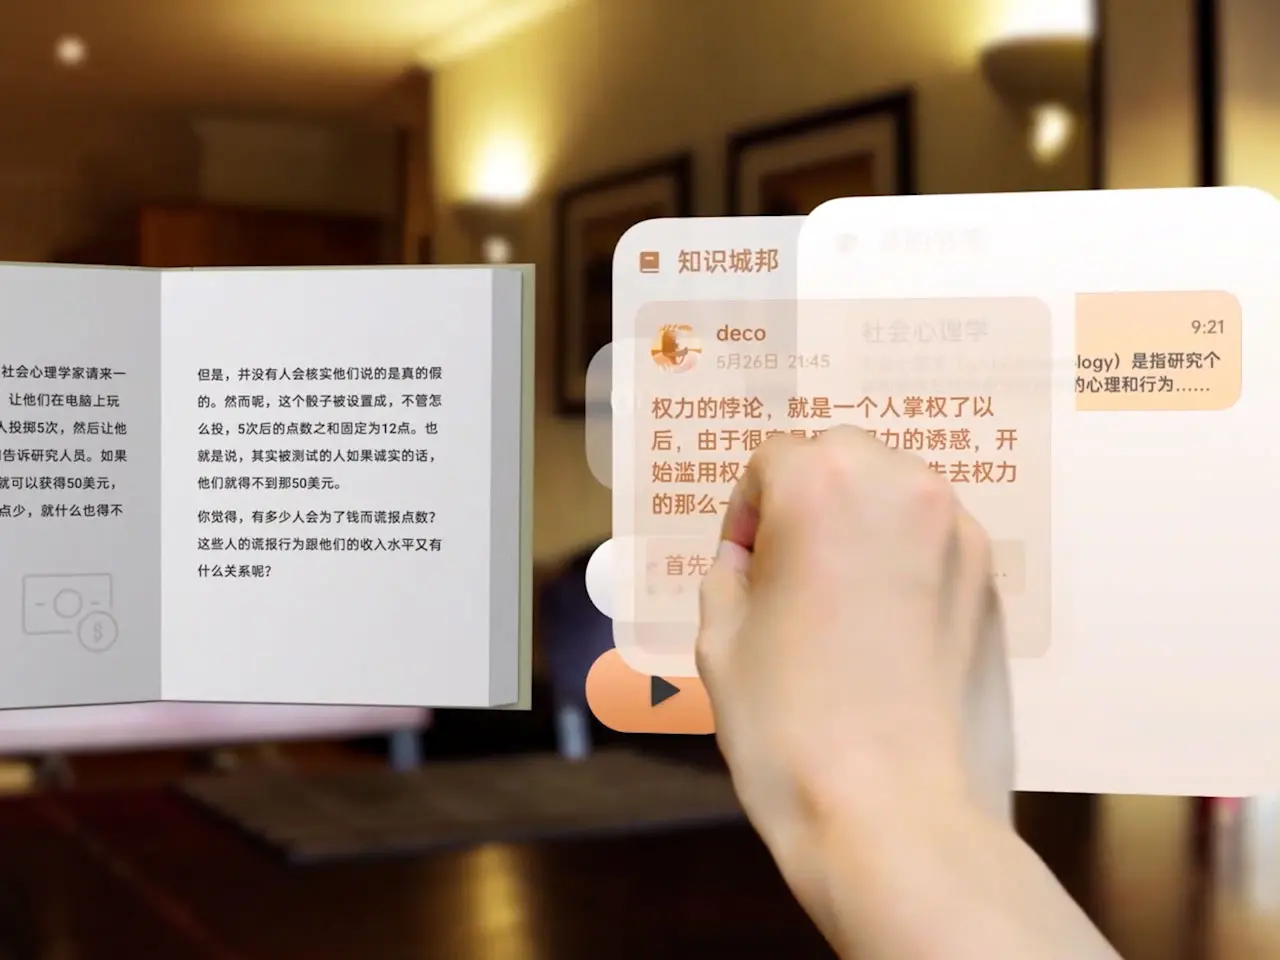 社会心理学家请来一
，让他们在电脑上玩
人投掷5次，然后让他
告诉研究人员。如果
就可以获得50美元，
点少，就什么也得不
$
但是，并没有人会核实他们说的是真的假
的。然而呢，这个骰子被设置成，不管怎
么投，5次后的点数之和固定为12点。也
就是说，其实被测试的人如果诚实的话，
他们就得不到那50美元。
你觉得，有多少人会为了钱而谎报点数？
这些人的谎报行为跟他们的收入水平又有
什么关系呢？
知识城邦
deco
5月26日 21:45
权力的悖论，就是一个人掌权了以
后，由于很容易受权力的诱惑，开
始滥用权 失去权力
的那么一
首先
社会心理学
9:21
ology）是指研究个
的心理和行为……